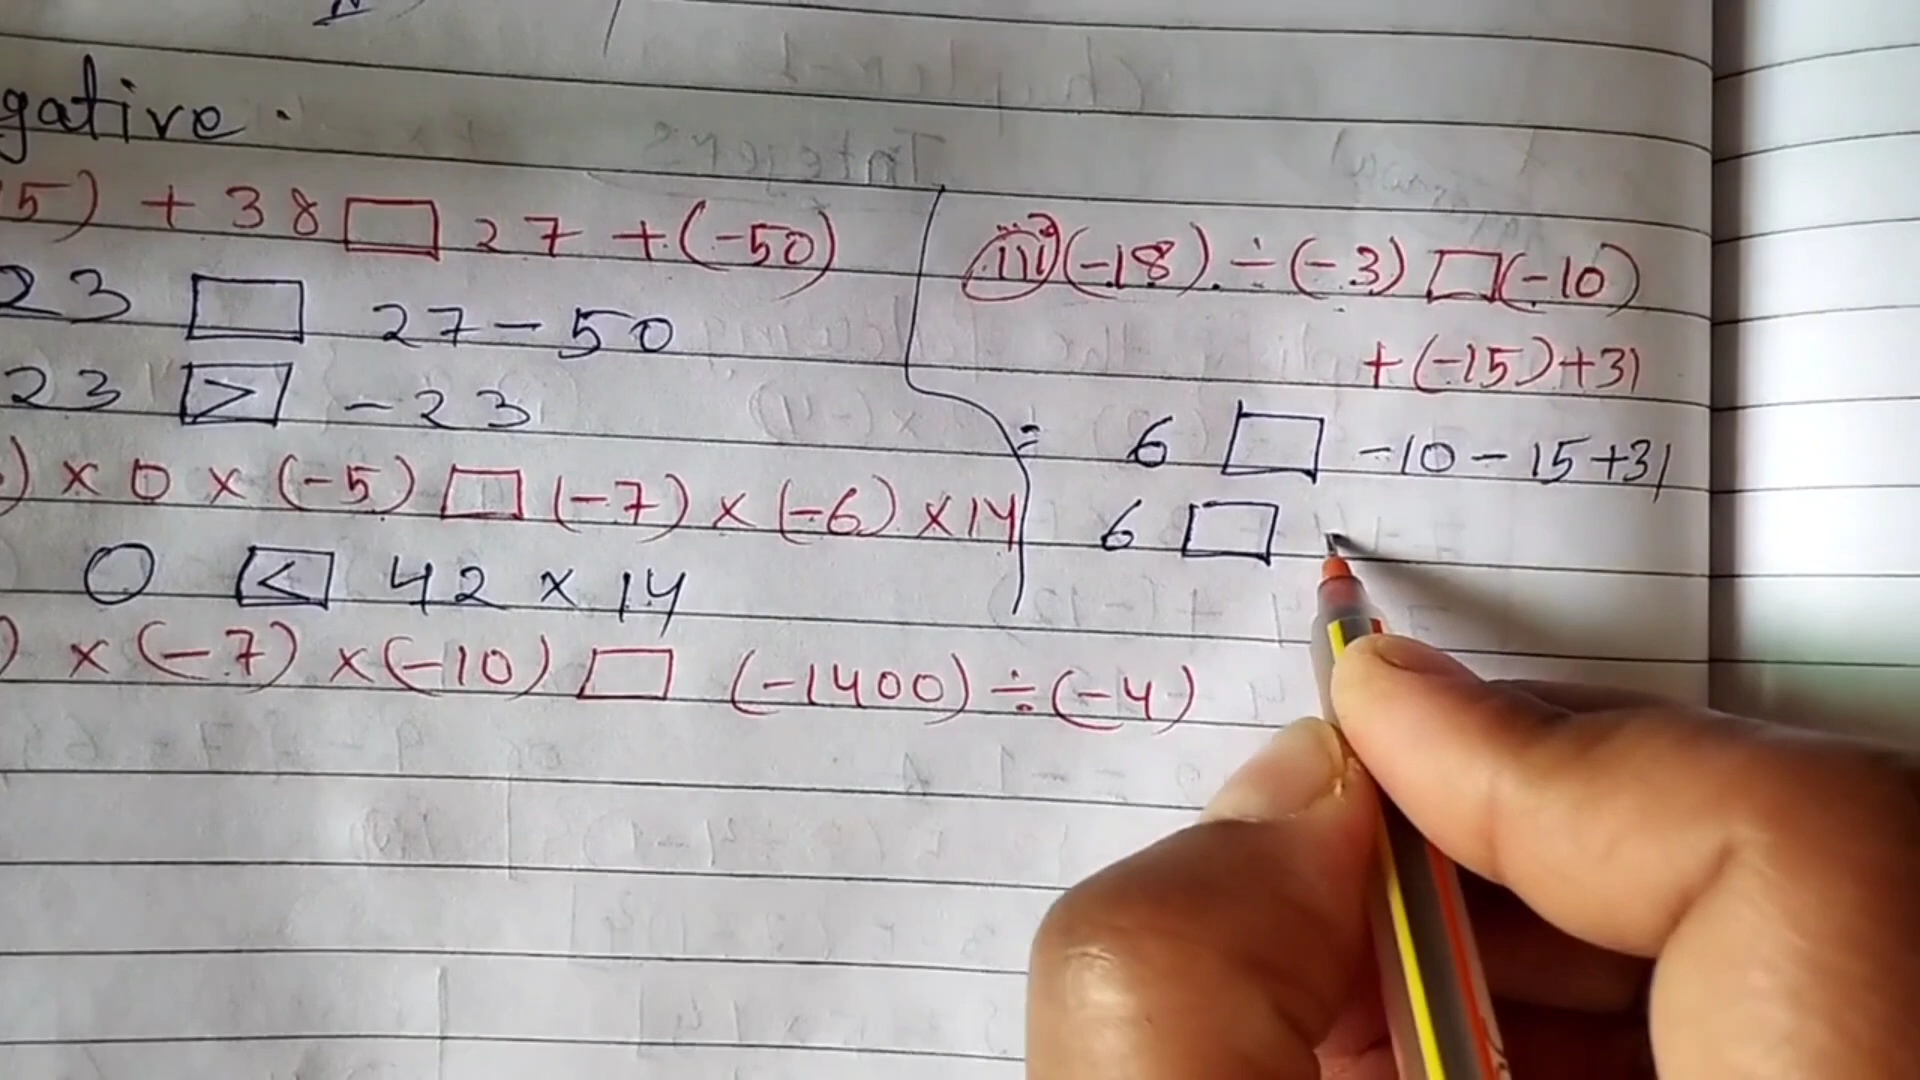 gative.
5) + 38 □ 27 + (-50)
23 □ 27 - 50
23 > - 23
) × 0 × (-5) □ (-7) × (-6) × 14
0 < 42 × 14
) × (-7) × (-10) □ (-1400) ÷ (-4)
iii) (-18) ÷ (-3) □ (-10)
+ (-15) + 31
= 6 □ -10 - 15 + 31
6 □